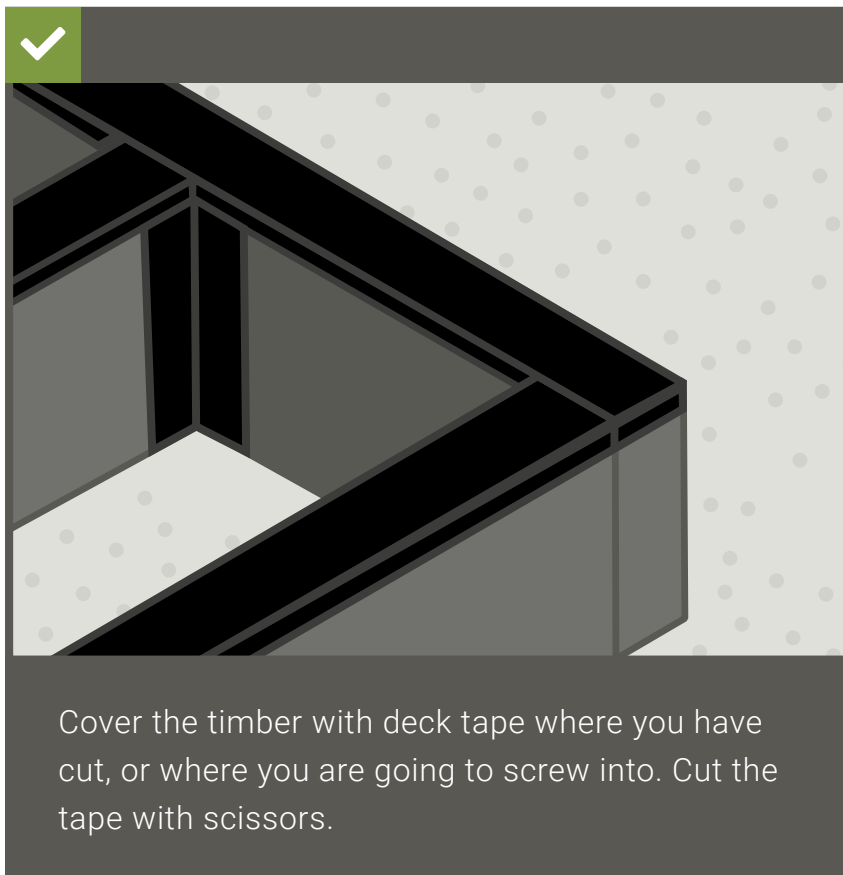 Cover the timber with deck tape where you have
cut, or where you are going to screw into. Cut the
tape with scissors.